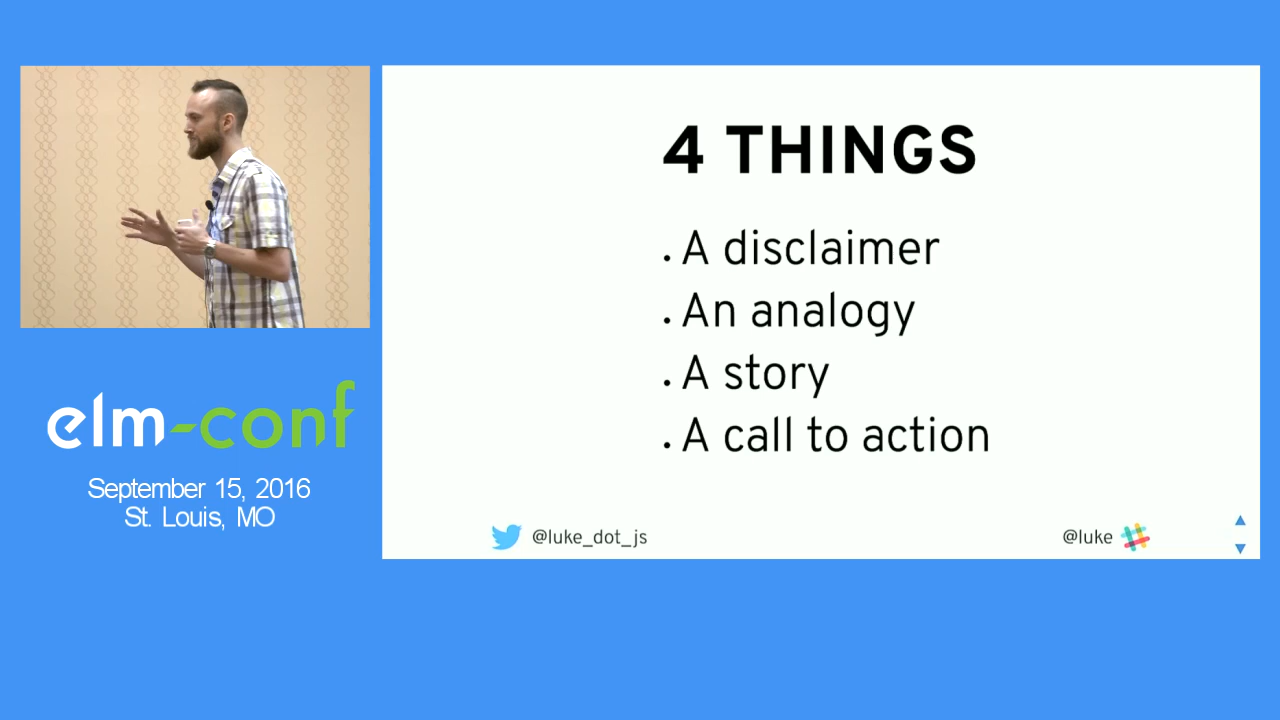 4 THINGS
. A disclaimer
. An analogy
. A story
. A call to action
@luke_dot_js
@luke
elm-conf
September 15, 2016
St. Louis, MO